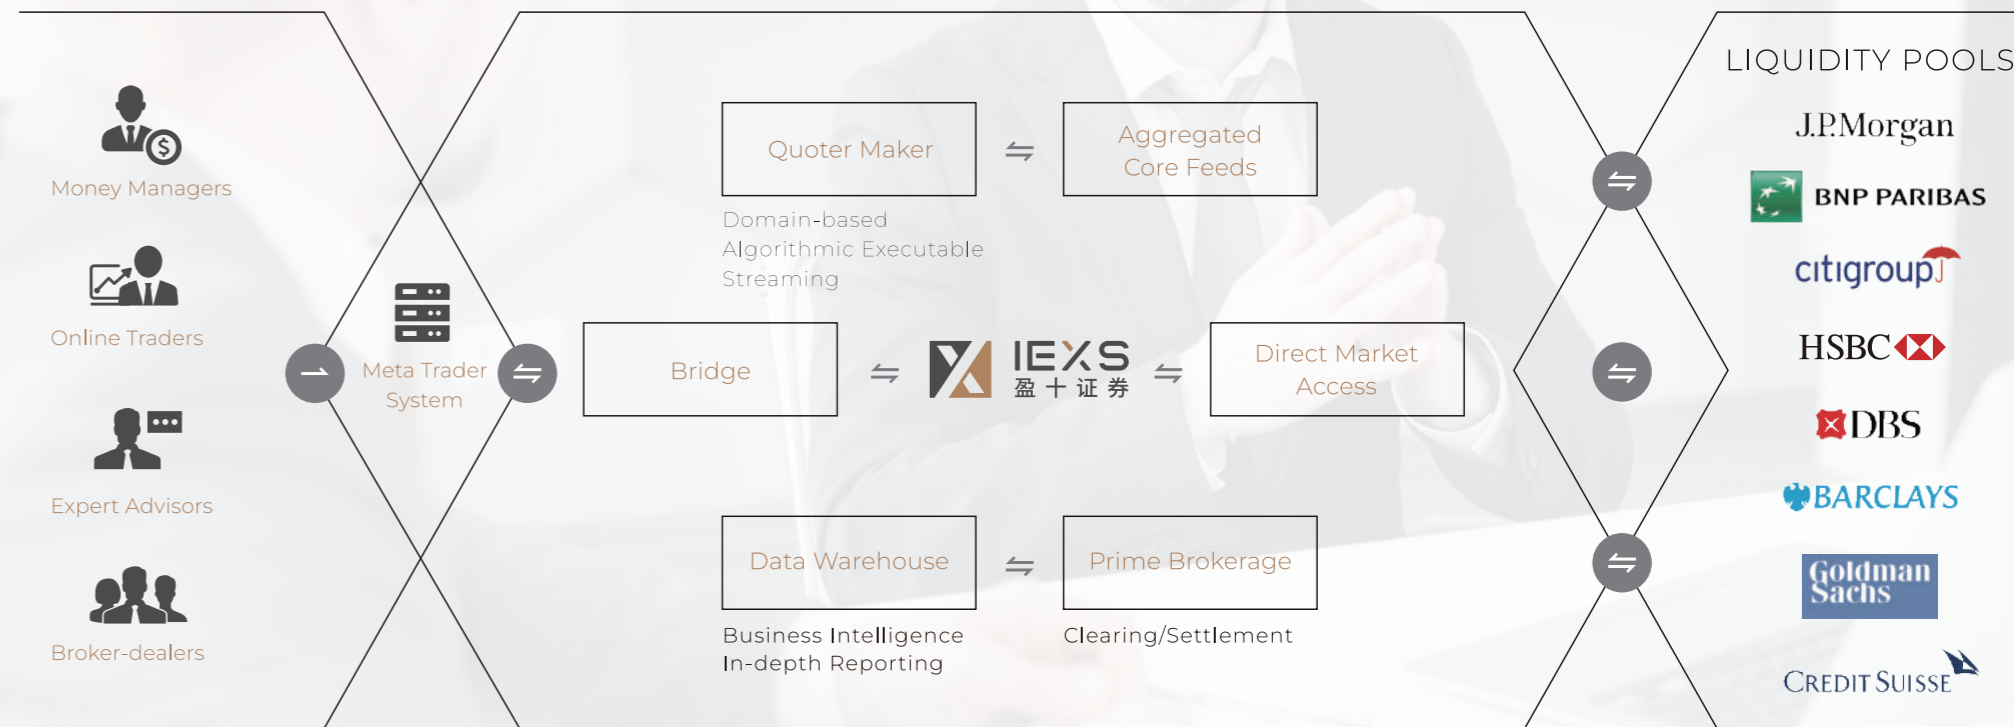 Money Managers
Online Traders
Expert Advisors
Broker-dealers
Meta Trader
System
Quoter Maker
Domain-based
Algorithmic Executable
Streaming
Aggregated
Core Feeds
Bridge
IEXS
盈十证券
Direct Market
Access
Data Warehouse
Business Intelligence
In-depth Reporting
Prime Brokerage
Clearing/Settlement
LIQUIDITY POOLS
J.P.Morgan
BNP PARIBAS
citigroup
HSBC
DBS
BARCLAYS
Goldman
Sachs
CREDIT SUISSE